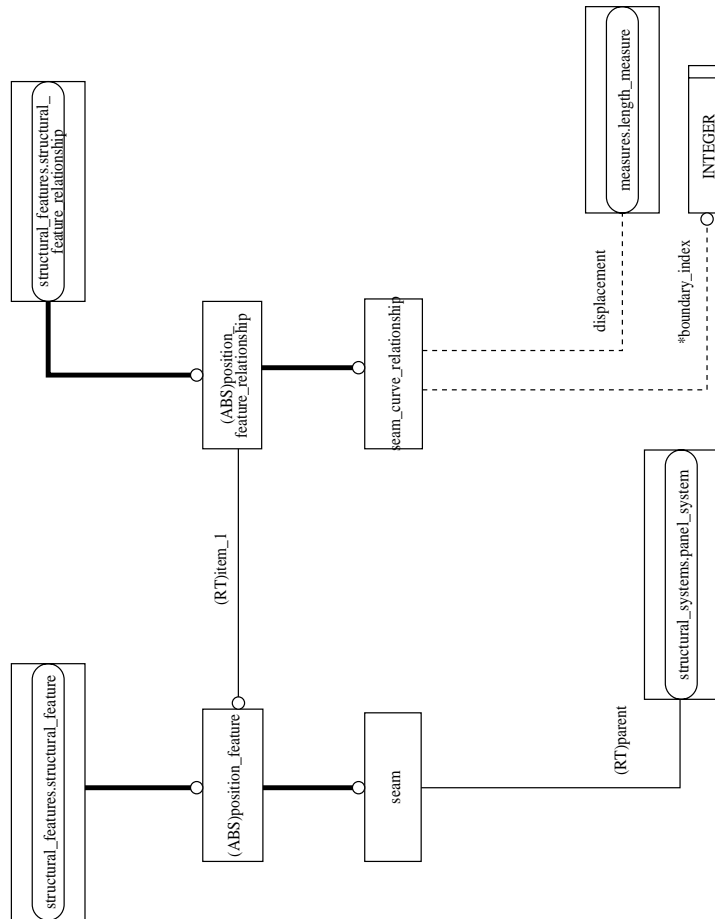 structural_features.structural_feature
(ABS)position_feature
seam
(RT)parent
structural_systems.panel_system
(RT)item_1
structural_features.structural_
feature_relationship
(ABS)position_
feature_relationship
seam_curve_relationship
displacement
*boundary_index
measures.length_measure
INTEGER